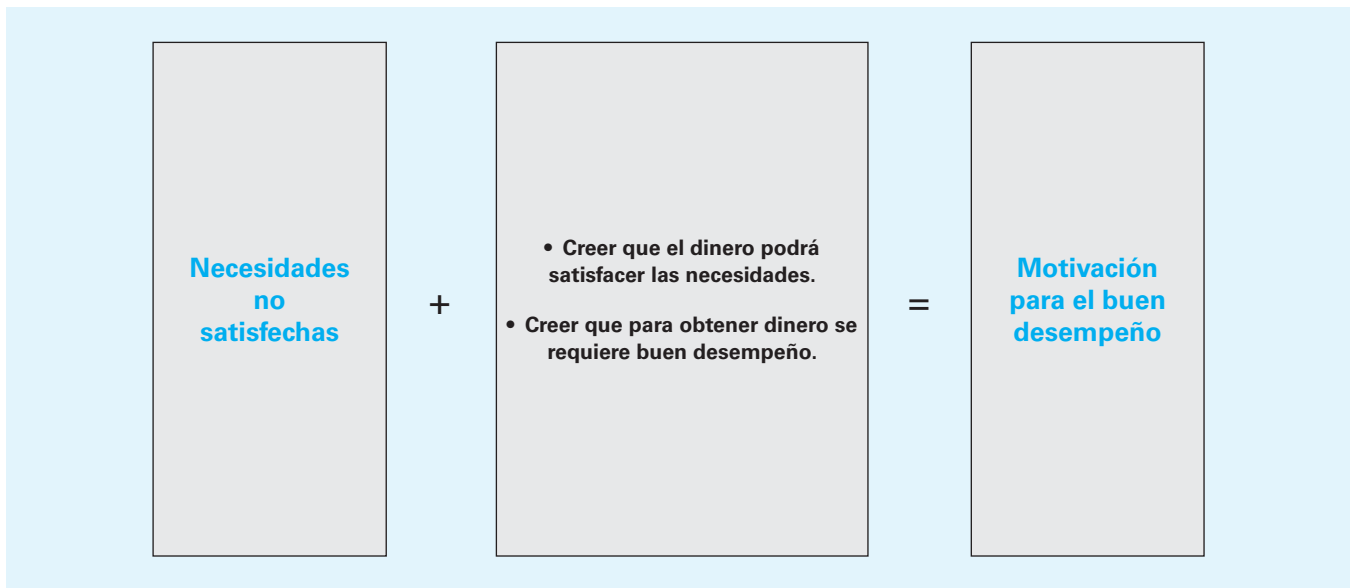 Necesidades
no
satisfechas
+
• Creer que el dinero podrá
satisfacer las necesidades.
• Creer que para obtener dinero se
requiere buen desempeño.
=
Motivación
para el buen
desempeño